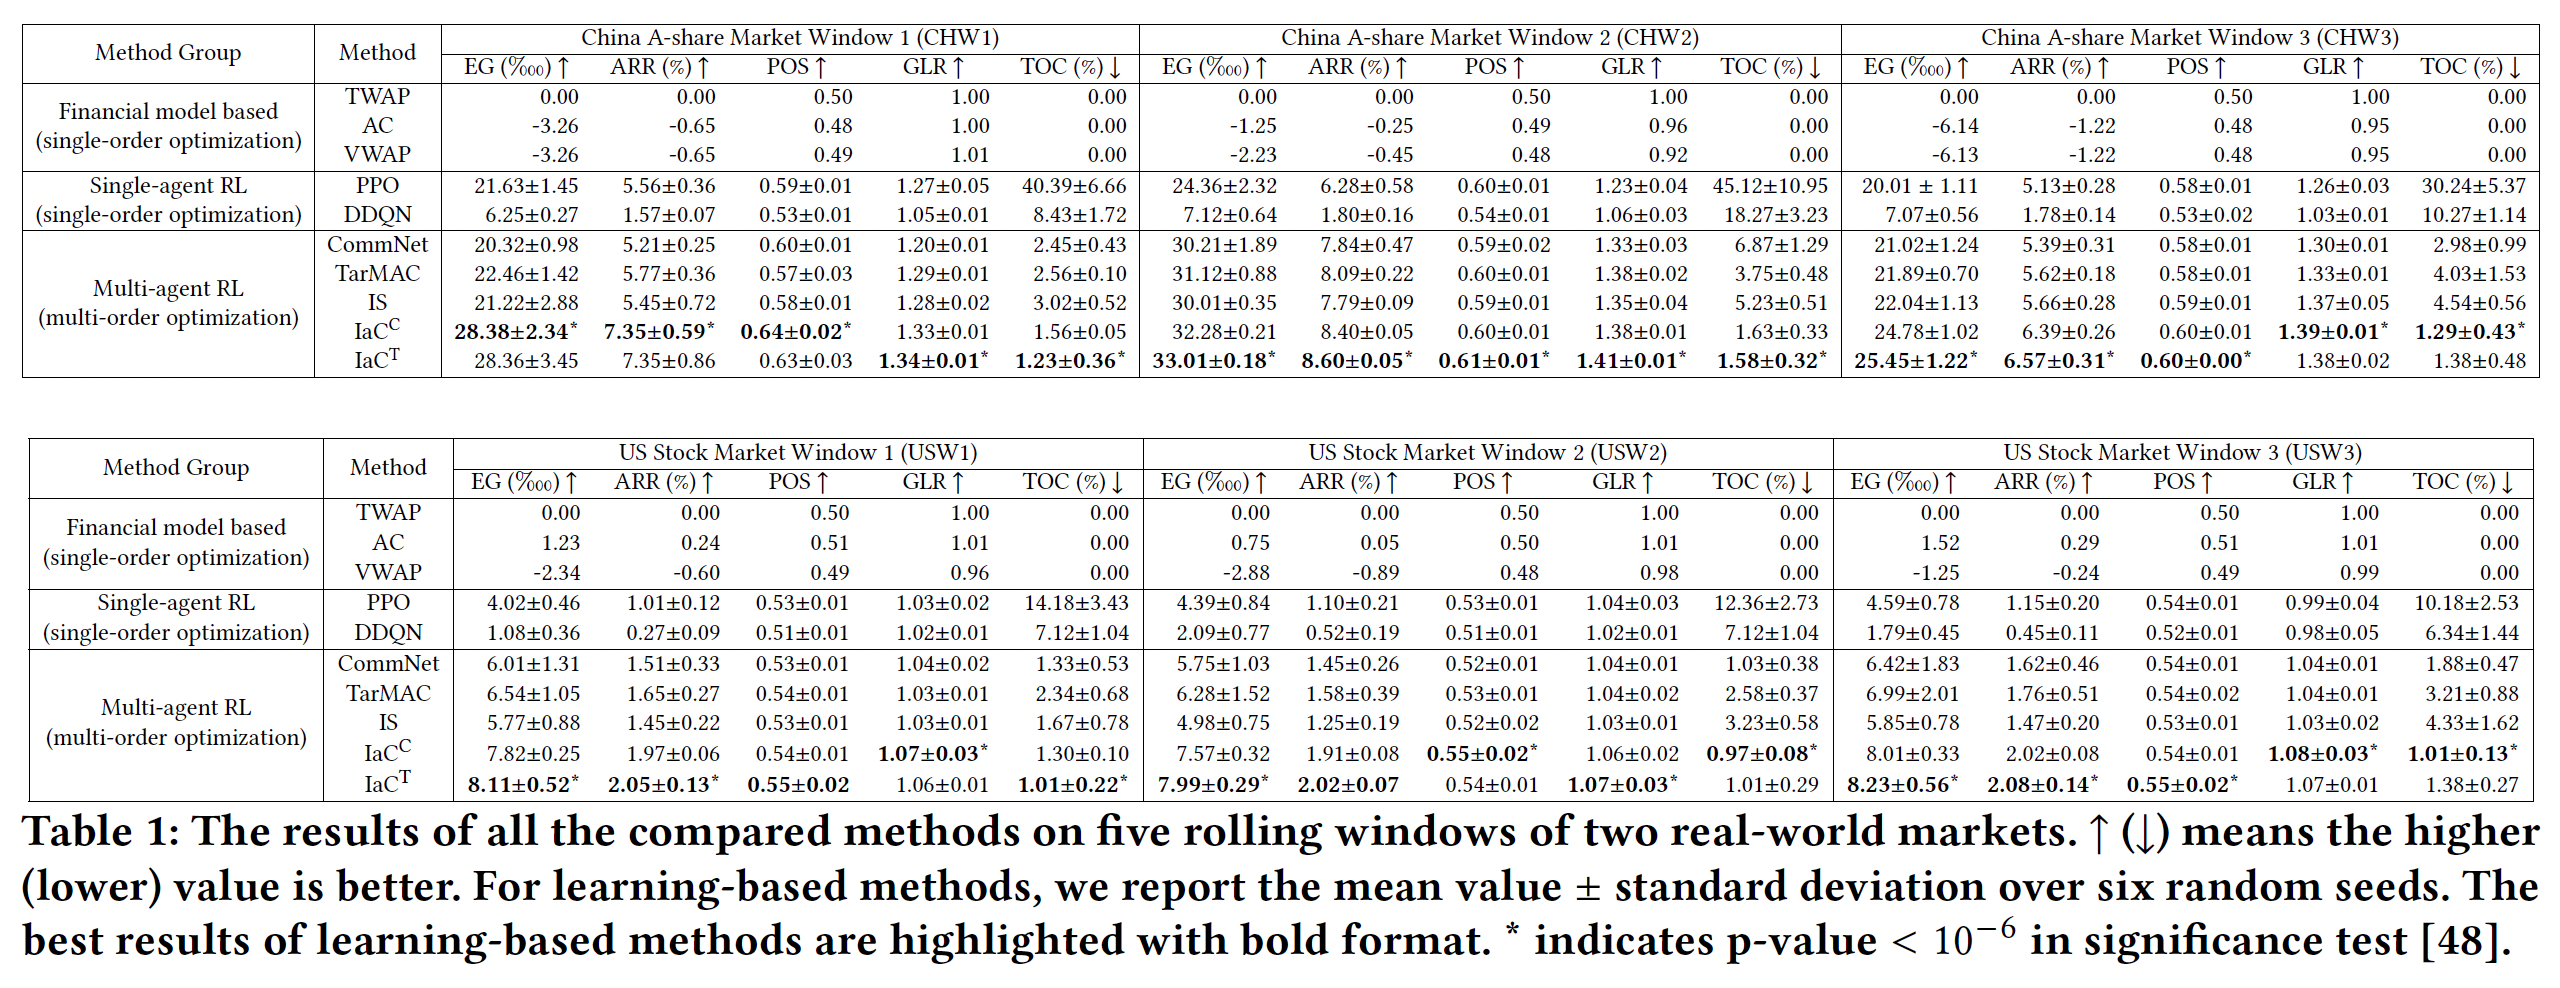 Method Group Method China A-share Market Window 1 (CHW1) China A-share Market Window 2 (CHW2) China A-share Market Window 3 (CHW3)
EG (‱)↑ ARR (%)↑ POS↑ GLR↑ TOC (%)↓ EG (‱)↑ ARR (%)↑ POS↑ GLR↑ TOC (%)↓ EG (‱)↑ ARR (%)↑ POS↑ GLR↑ TOC (%)↓
Financial model based (single-order optimization)
TWAP 0.00 0.00 0.50 1.00 0.00 0.00 0.00 0.50 1.00 0.00 0.00 0.00 0.50 1.00 0.00
AC -3.26 -0.65 0.48 1.00 0.00 -1.25 -0.25 0.49 0.96 0.00 -6.14 -1.22 0.48 0.95 0.00
VWAP -3.26 -0.65 0.49 1.01 0.00 -2.23 -0.45 0.48 0.92 0.00 -6.13 -1.22 0.48 0.95 0.00
Single-agent RL (single-order optimization)
PPO 21.63±1.45 5.56±0.36 0.59±0.01 1.27±0.05 40.39±6.66 24.36±2.32 6.28±0.58 0.60±0.01 1.23±0.04 45.12±10.95 20.01 ± 1.11 5.13±0.28 0.58±0.01 1.26±0.03 30.24±5.37
DDQN 6.25±0.27 1.57±0.07 0.53±0.01 1.05±0.01 8.43±1.72 7.12±0.64 1.80±0.16 0.54±0.01 1.06±0.03 18.27±3.23 7.07±0.56 1.78±0.14 0.53±0.02 1.03±0.01 10.27±1.14
Multi-agent RL (multi-order optimization)
CommNet 20.32±0.98 5.21±0.25 0.60±0.01 1.20±0.01 2.45±0.43 30.21±1.89 7.84±0.47 0.59±0.02 1.33±0.03 6.87±1.29 21.02±1.24 5.39±0.31 0.58±0.01 1.30±0.01 2.98±0.99
TarMAC 22.46±1.42 5.77±0.36 0.57±0.03 1.29±0.01 2.56±0.10 31.12±0.88 8.09±0.22 0.60±0.01 1.38±0.02 3.75±0.48 21.89±0.70 5.62±0.18 0.58±0.01 1.33±0.01 4.03±1.53
IS 21.22±2.88 5.45±0.72 0.58±0.01 1.28±0.02 3.02±0.52 30.01±0.35 7.79±0.09 0.59±0.01 1.35±0.04 5.23±0.51 22.04±1.13 5.66±0.28 0.59±0.01 1.37±0.05 4.54±0.56
IaC^C 28.38±2.34* 7.35±0.59* 0.64±0.02* 1.33±0.01 1.56±0.05 32.28±0.21 8.40±0.05 0.60±0.01 1.38±0.01 1.63±0.33 24.78±1.02 6.39±0.26 0.60±0.01 1.39±0.01* 1.29±0.43*
IaC^T 28.36±3.45 7.35±0.86 0.63±0.03 1.34±0.01* 1.23±0.36* 33.01±0.18* 8.60±0.05* 0.61±0.01* 1.41±0.01* 1.58±0.32* 25.45±1.22* 6.57±0.31* 0.60±0.00* 1.38±0.02 1.38±0.48
Method Group Method US Stock Market Window 1 (USW1) US Stock Market Window 2 (USW2) US Stock Market Window 3 (USW3)
EG (‱)↑ ARR (%)↑ POS↑ GLR↑ TOC (%)↓ EG (‱)↑ ARR (%)↑ POS↑ GLR↑ TOC (%)↓ EG (‱)↑ ARR (%)↑ POS↑ GLR↑ TOC (%)↓
Financial model based (single-order optimization)
TWAP 0.00 0.00 0.50 1.00 0.00 0.00 0.00 0.50 1.00 0.00 0.00 0.00 0.50 1.00 0.00
AC 1.23 0.24 0.51 1.01 0.00 0.75 0.05 0.50 1.01 0.00 1.52 0.29 0.51 1.01 0.00
VWAP -2.34 -0.60 0.49 0.96 0.00 -2.88 -0.89 0.48 0.98 0.00 -1.25 -0.24 0.49 0.99 0.00
Single-agent RL (single-order optimization)
PPO 4.02±0.46 1.01±0.12 0.53±0.01 1.03±0.02 14.18±3.43 4.39±0.84 1.10±0.21 0.53±0.01 1.04±0.03 12.36±2.73 4.59±0.78 1.15±0.20 0.54±0.01 0.99±0.04 10.18±2.53
DDQN 1.08±0.36 0.27±0.09 0.51±0.01 1.02±0.01 7.12±1.04 2.09±0.77 0.52±0.19 0.51±0.01 1.02±0.01 7.12±1.04 1.79±0.45 0.45±0.11 0.52±0.01 0.98±0.05 6.34±1.44
Multi-agent RL (multi-order optimization)
CommNet 6.01±1.31 1.51±0.33 0.53±0.01 1.04±0.02 1.33±0.53 5.75±1.03 1.45±0.26 0.52±0.01 1.04±0.01 1.03±0.38 6.42±1.83 1.62±0.46 0.54±0.01 1.04±0.01 1.88±0.47
TarMAC 6.54±1.05 1.65±0.27 0.54±0.01 1.03±0.01 2.34±0.68 6.28±1.52 1.58±0.39 0.53±0.01 1.04±0.02 2.58±0.37 6.99±2.01 1.76±0.51 0.54±0.02 1.04±0.01 3.21±0.88
IS 5.77±0.88 1.45±0.22 0.53±0.01 1.03±0.01 1.67±0.78 4.98±0.75 1.25±0.19 0.52±0.02 1.03±0.01 3.23±0.58 5.85±0.78 1.47±0.20 0.53±0.01 1.03±0.02 4.33±1.62
IaC^C 7.82±0.25 1.97±0.06 0.54±0.01 1.07±0.03* 1.30±0.10 7.57±0.32 1.91±0.08 0.55±0.02* 1.06±0.02 0.97±0.08* 8.01±0.33 2.02±0.08 0.54±0.01 1.08±0.03* 1.01±0.13*
IaC^T 8.11±0.52* 2.05±0.13* 0.55±0.02 1.06±0.01 1.01±0.22* 7.99±0.29* 2.02±0.07 0.54±0.01 1.07±0.03* 1.01±0.29 8.23±0.56* 2.08±0.14* 0.55±0.02* 1.07±0.01 1.38±0.27
Table 1: The results of all the compared methods on five rolling windows of two real-world markets. ↑ (↓) means the higher
(lower) value is better. For learning-based methods, we report the mean value ± standard deviation over six random seeds. The
best results of learning-based methods are highlighted with bold format. * indicates p-value < 10^−6 in significance test [48].